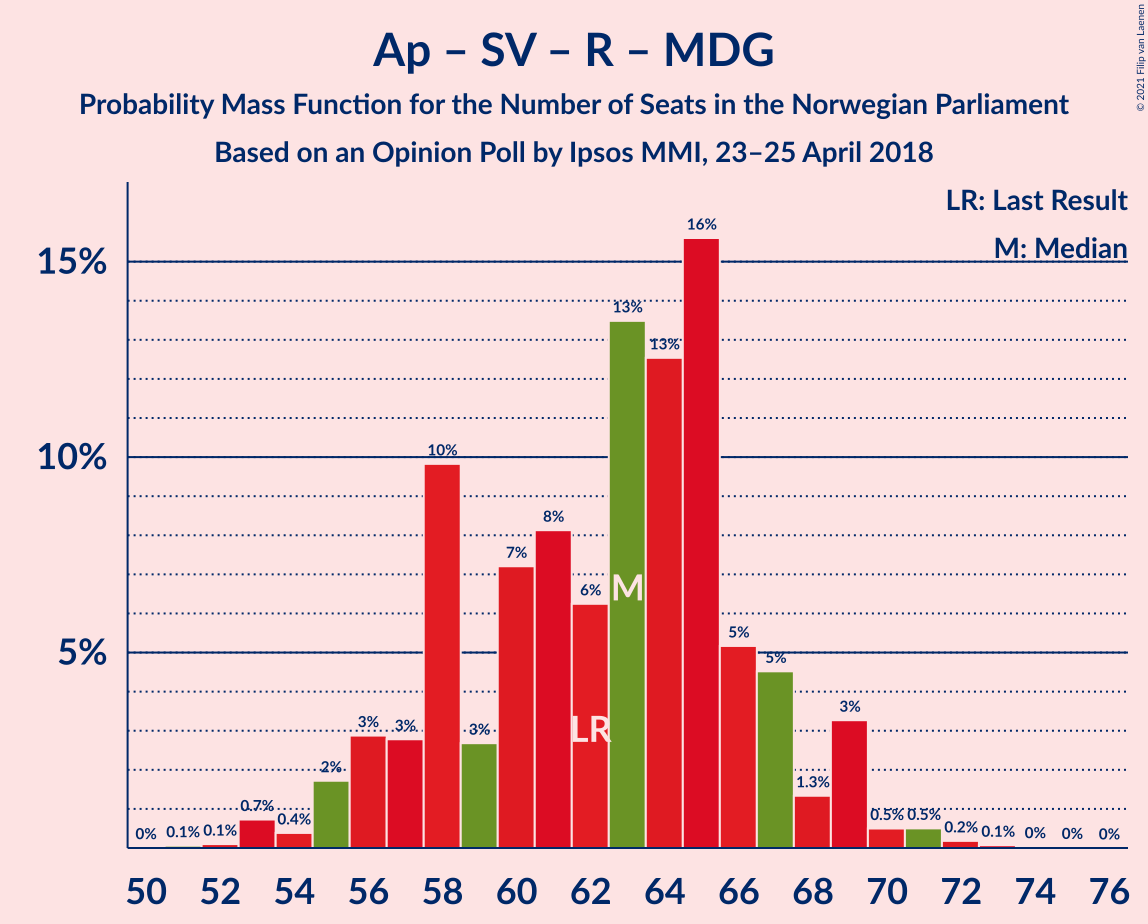 Ap – SV – R – MDG
Probability Mass Function for the Number of Seats in the Norwegian Parliament
Based on an Opinion Poll by Ipsos MMI, 23–25 April 2018
© 2021 Filip van Laenen
LR: Last Result
M: Median
15%
10%
5%
0% 0.1% 0.1% 0.7% 0.4% 2% 3% 3% 10% 3% 7% 8% 6% 13% 13% 16% 5% 5% 1.3% 3% 0.5% 0.5% 0.2% 0.1% 0% 0% 0%
M
LR
50 52 54 56 58 60 62 64 66 68 70 72 74 76